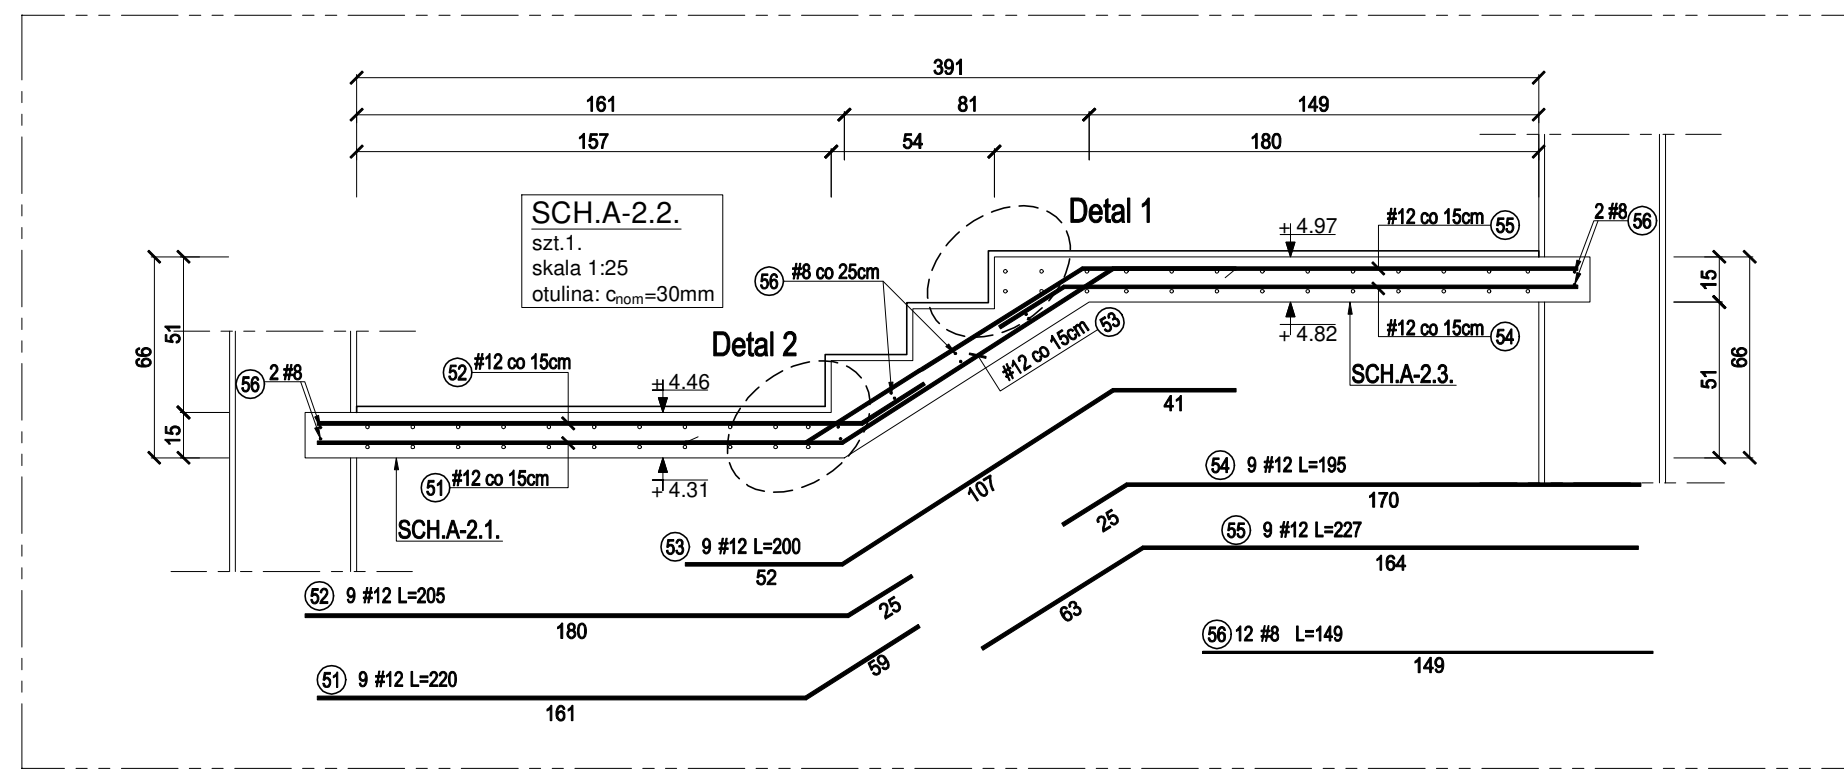 391
161 81 149
157 54 180
SCH.A-2.2.
szt.1.
skala 1:25
otulina: cnom=30mm
Detal 1
+ 4.97
#12 co 15cm 55
2 #8 56
56 #8 co 25cm
15
51
66
51
15
66
Detal 2
#12 co 15cm 53
+ 4.82
#12 co 15cm 54
SCH.A-2.3.
52 #12 co 15cm
56 2 #8
+ 4.46
51 #12 co 15cm
+ 4.31
SCH.A-2.1.
41
107
53 9 #12 L=200
52
54 9 #12 L=195
170
25
55 9 #12 L=227
164
63
52 9 #12 L=205
180
25
56 12 #8 L=149
149
51 9 #12 L=220
161
59